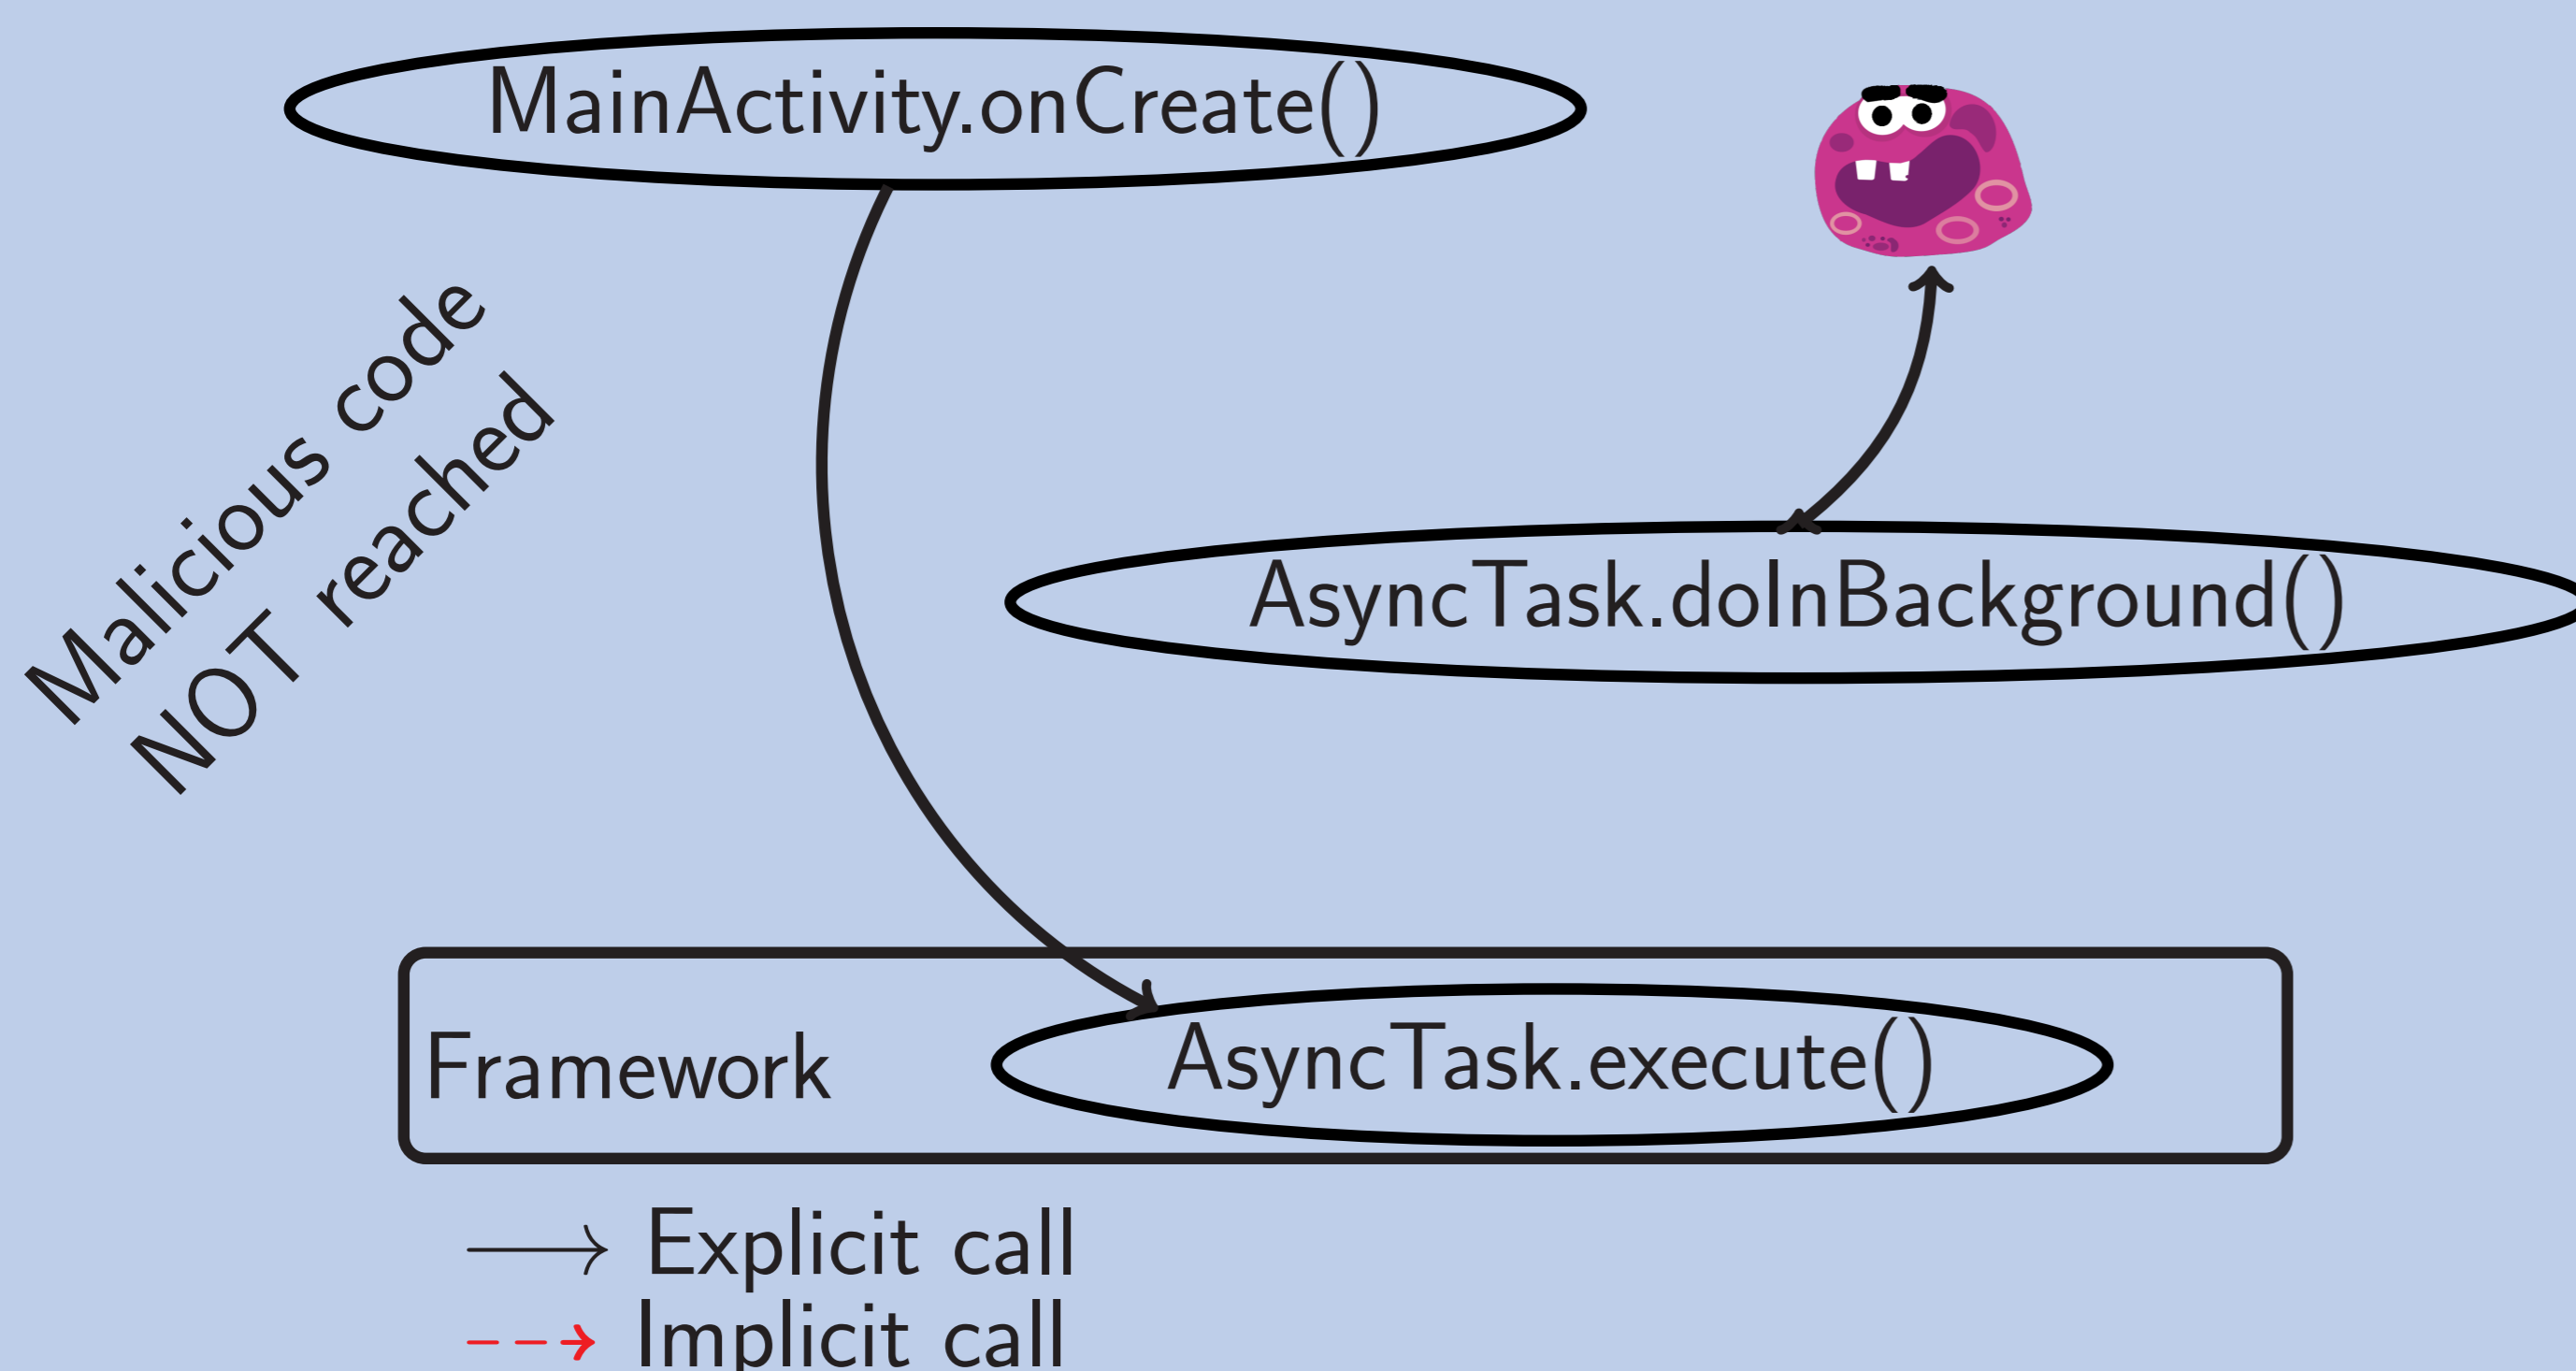 MainActivity.onCreate()
Malicious code
NOT reached
AsyncTask.doInBackground()
Framework
AsyncTask.execute()
Explicit call
Implicit call